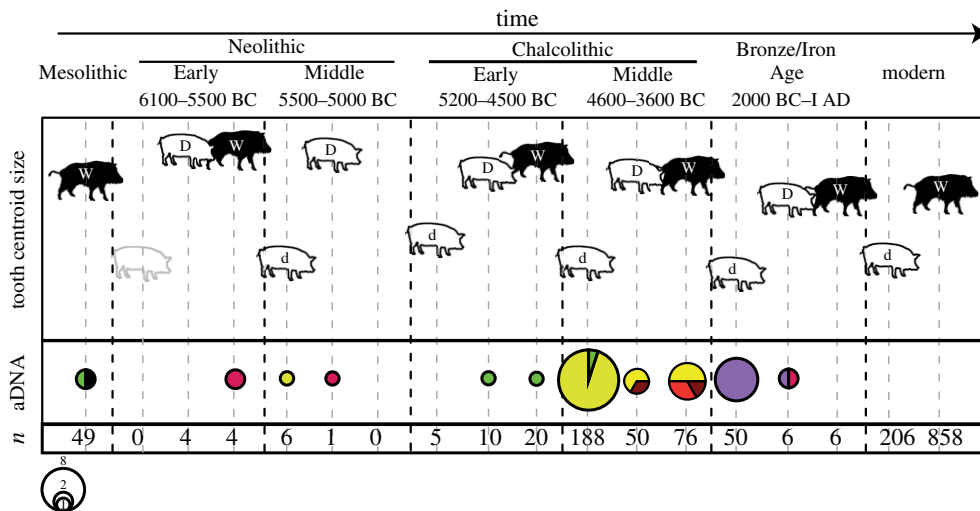 time
Neolithic Chalcolithic Bronze/Iron
Mesolithic Early Middle Early Middle Age modern
6100–5500 BC 5500–5000 BC 5200–4500 BC 4600–3600 BC 2000 BC–I AD
tooth centroid size
W D W D d d D W D W d D W d W d
aDNA
n 49 0 4 4 6 1 0 5 10 20 188 50 76 50 6 6 206 858
8
2
1